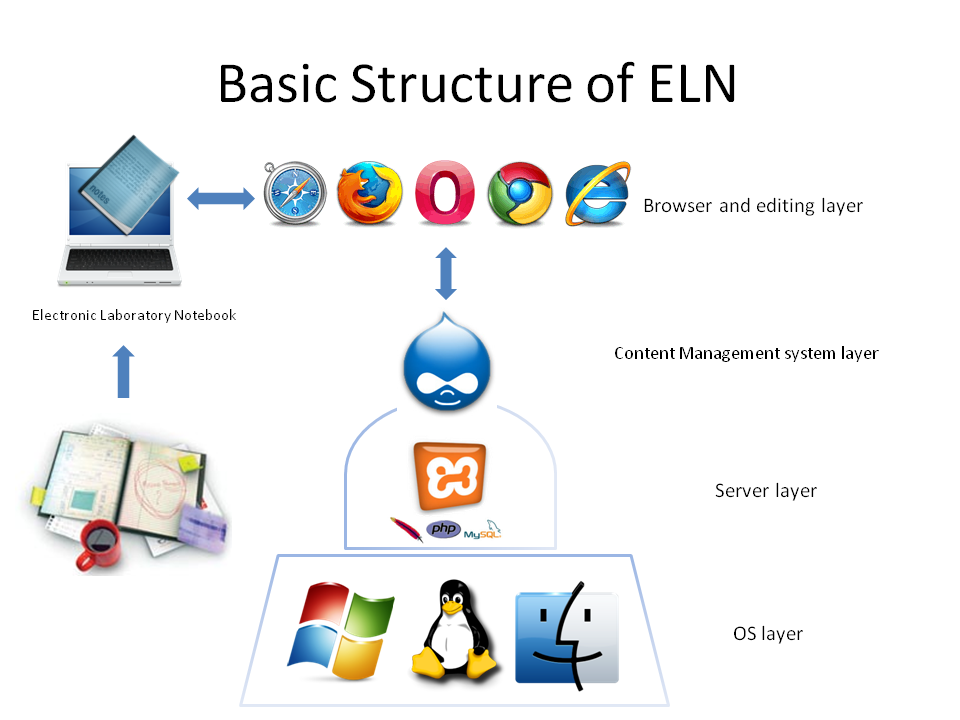 Basic Structure of ELN
notes
Browser and editing layer
Electronic Laboratory Notebook
Content Management system layer
Server layer
php
MySQL
OS layer